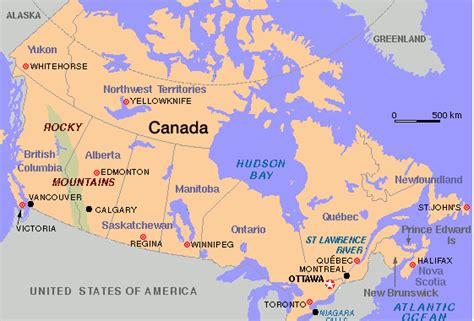 ALASKA
GREENLAND
Yukon
WHITEHORSE
Northwest Territories
YELLOWKNIFE
0 500 km
ROCKY
MOUNTAINS
Canada
British
Columbia
Alberta
EDMONTON
HUDSON
BAY
Newfoundland
Manitoba
VANCOUVER
CALGARY
VICTORIA
Saskatchewan
REGINA
WINNIPEG
Ontario
Québec
ST.JOHN'S
Prince Edward Is
ST LAWRENCE
RIVER
QUÉBEC
MONTREAL
OTTAWA
HALIFAX
Nova
Scotia
New Brunswick
UNITED STATES OF AMERICA
TORONTO
NIAGARA
ATLANTIC
OCEAN